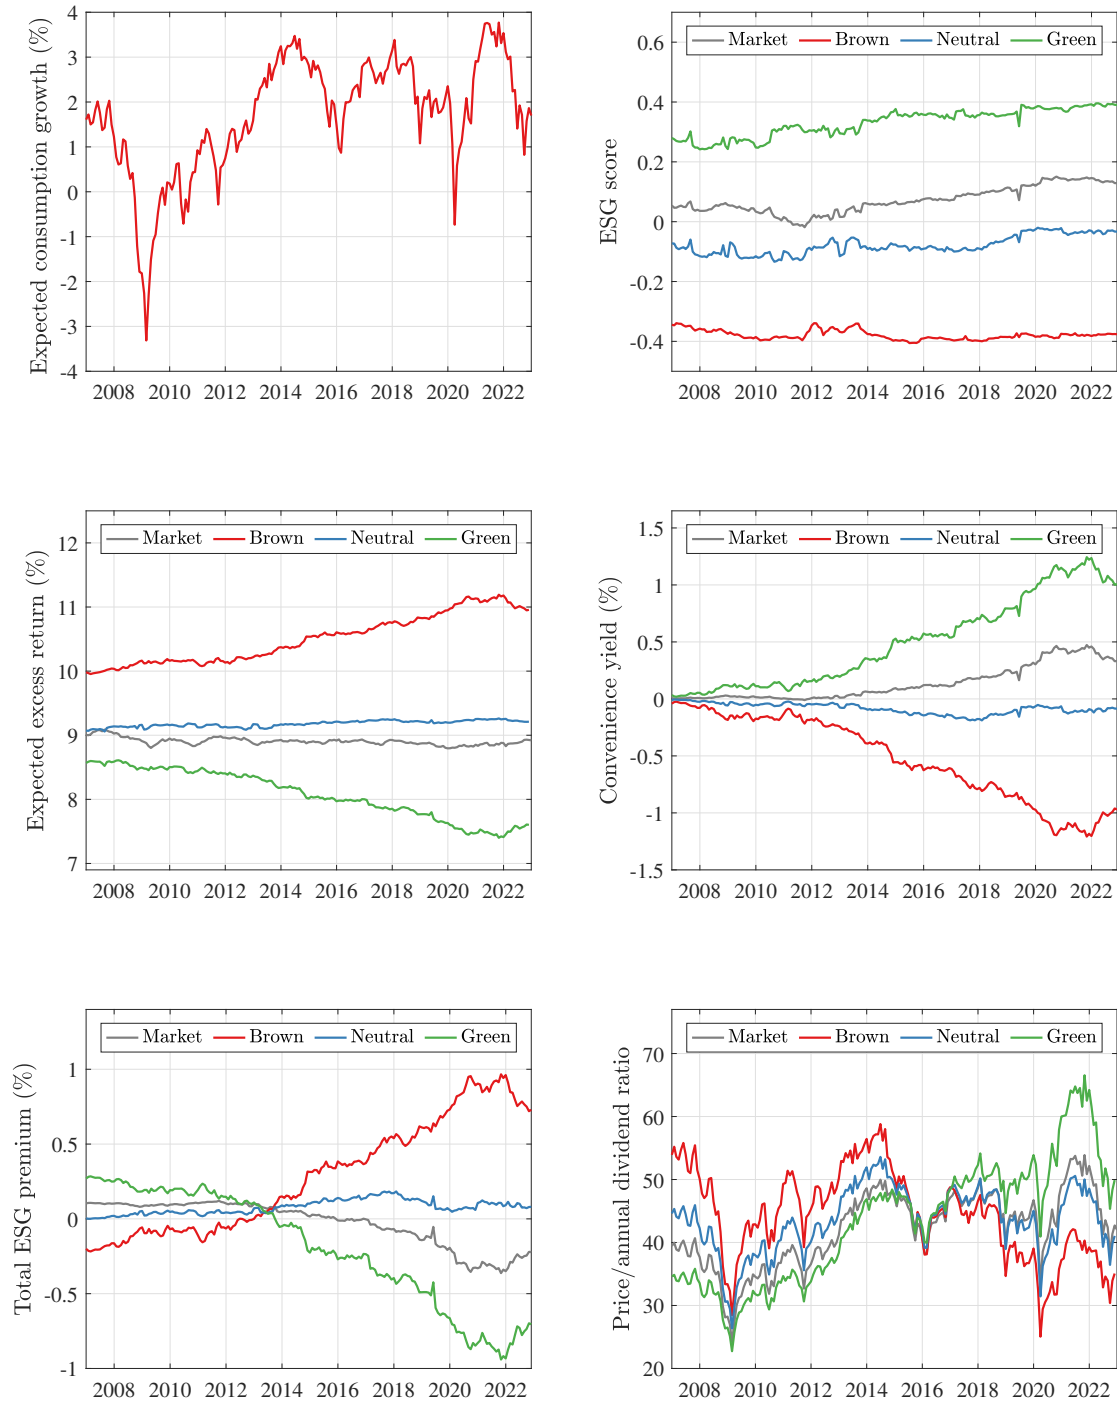 Expected consumption growth (%)
4
3
2
1
0
-1
-2
-3
-4
2008 2010 2012 2014 2016 2018 2020 2022
ESG score
Market Brown Neutral Green
0.6
0.4
0.2
0
-0.2
-0.4
2008 2010 2012 2014 2016 2018 2020 2022
Expected excess return (%)
Market Brown Neutral Green
12
11
10
9
8
7
2008 2010 2012 2014 2016 2018 2020 2022
Convenience yield (%)
Market Brown Neutral Green
1.5
1
0.5
0
-0.5
-1
-1.5
2008 2010 2012 2014 2016 2018 2020 2022
Total ESG premium (%)
Market Brown Neutral Green
1
0.5
0
-0.5
-1
2008 2010 2012 2014 2016 2018 2020 2022
Price/annual dividend ratio
Market Brown Neutral Green
70
60
50
40
30
20
2008 2010 2012 2014 2016 2018 2020 2022